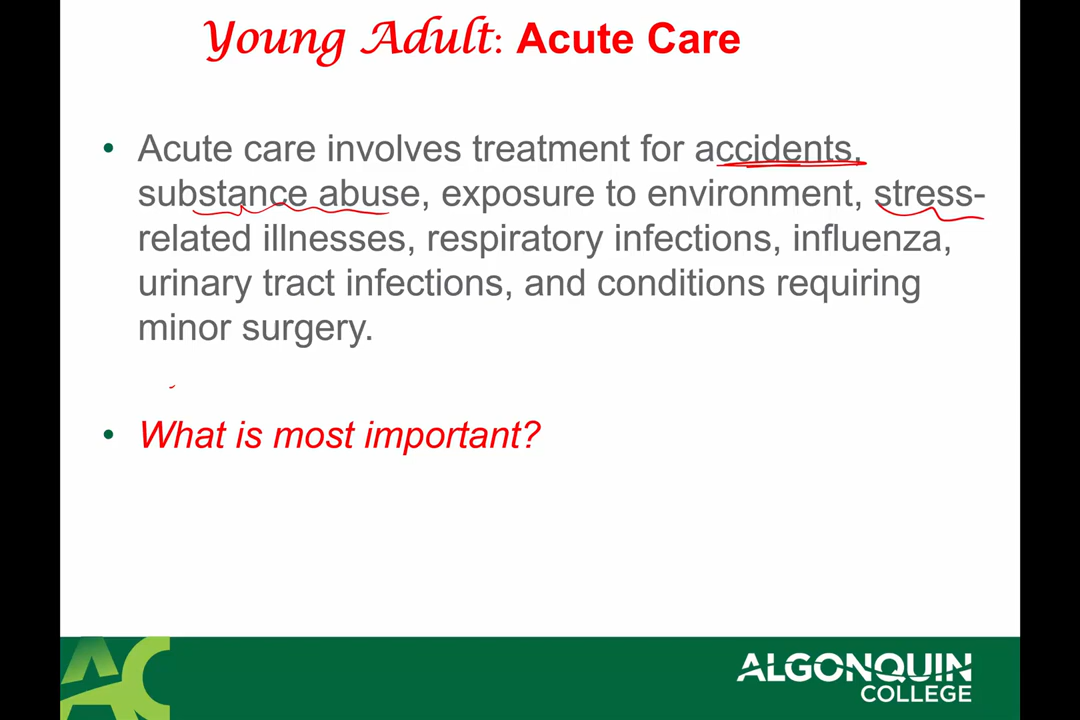 Young Adult: Acute Care
• Acute care involves treatment for accidents,
substance abuse, exposure to environment, stress-
related illnesses, respiratory infections, influenza,
urinary tract infections, and conditions requiring
minor surgery.
• What is most important?
AC
ALGONQUIN
COLLEGE